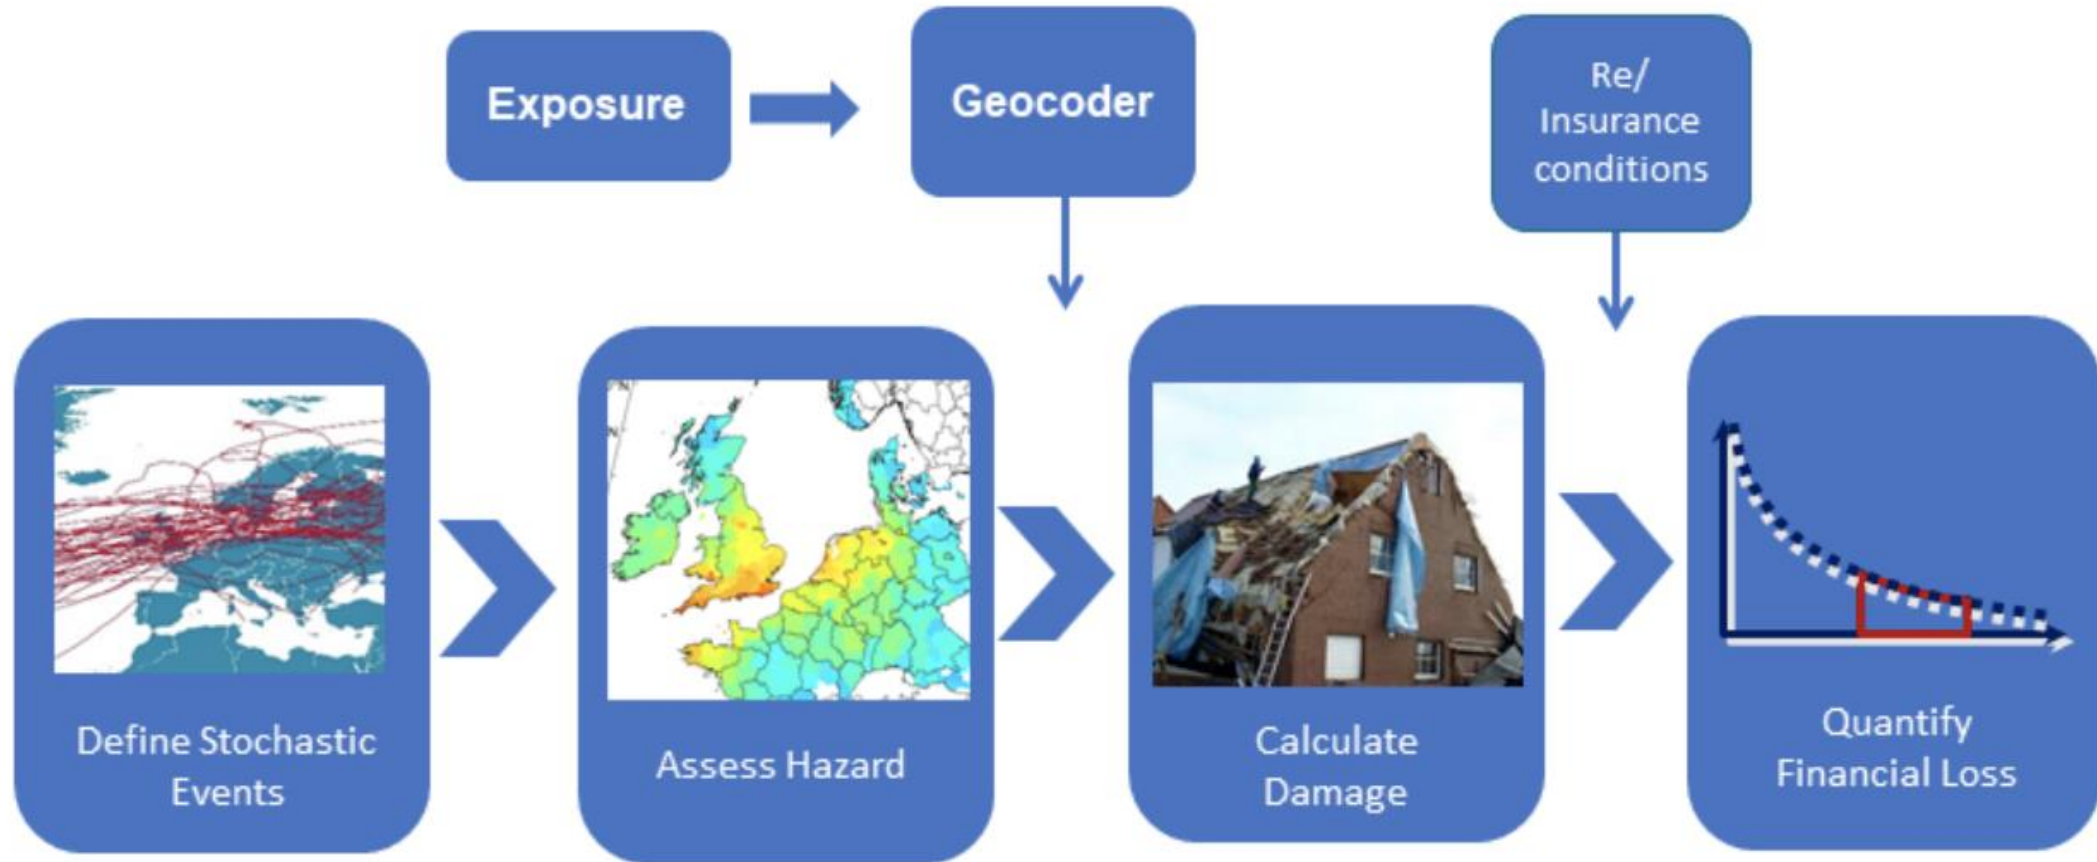 Exposure
Geocoder
Re/
Insurance
conditions
Define Stochastic
Events
Assess Hazard
Calculate
Damage
Quantify
Financial Loss